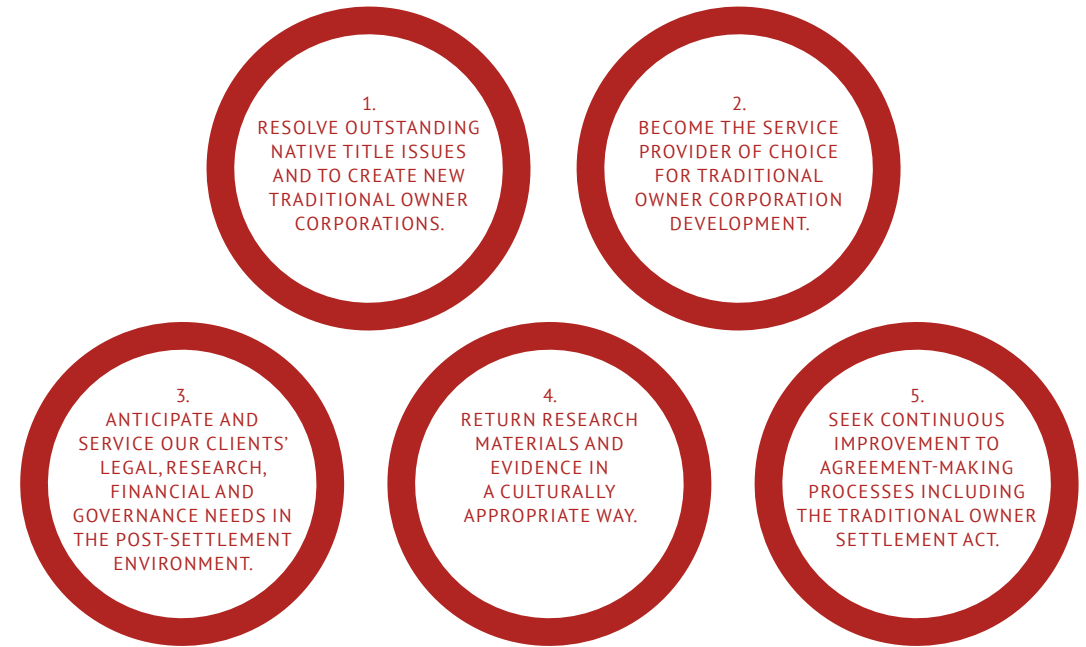 1.
RESOLVE OUTSTANDING
NATIVE TITLE ISSUES
AND TO CREATE NEW
TRADITIONAL OWNER
CORPORATIONS.
2.
BECOME THE SERVICE
PROVIDER OF CHOICE
FOR TRADITIONAL
OWNER CORPORATION
DEVELOPMENT.
3.
ANTICIPATE AND
SERVICE OUR CLIENTS’
LEGAL, RESEARCH,
FINANCIAL AND
GOVERNANCE NEEDS IN
THE POST-SETTLEMENT
ENVIRONMENT.
4.
RETURN RESEARCH
MATERIALS AND
EVIDENCE IN
A CULTURALLY
APPROPRIATE WAY.
5.
SEEK CONTINUOUS
IMPROVEMENT TO
AGREEMENT-MAKING
PROCESSES INCLUDING
THE TRADITIONAL OWNER
SETTLEMENT ACT.